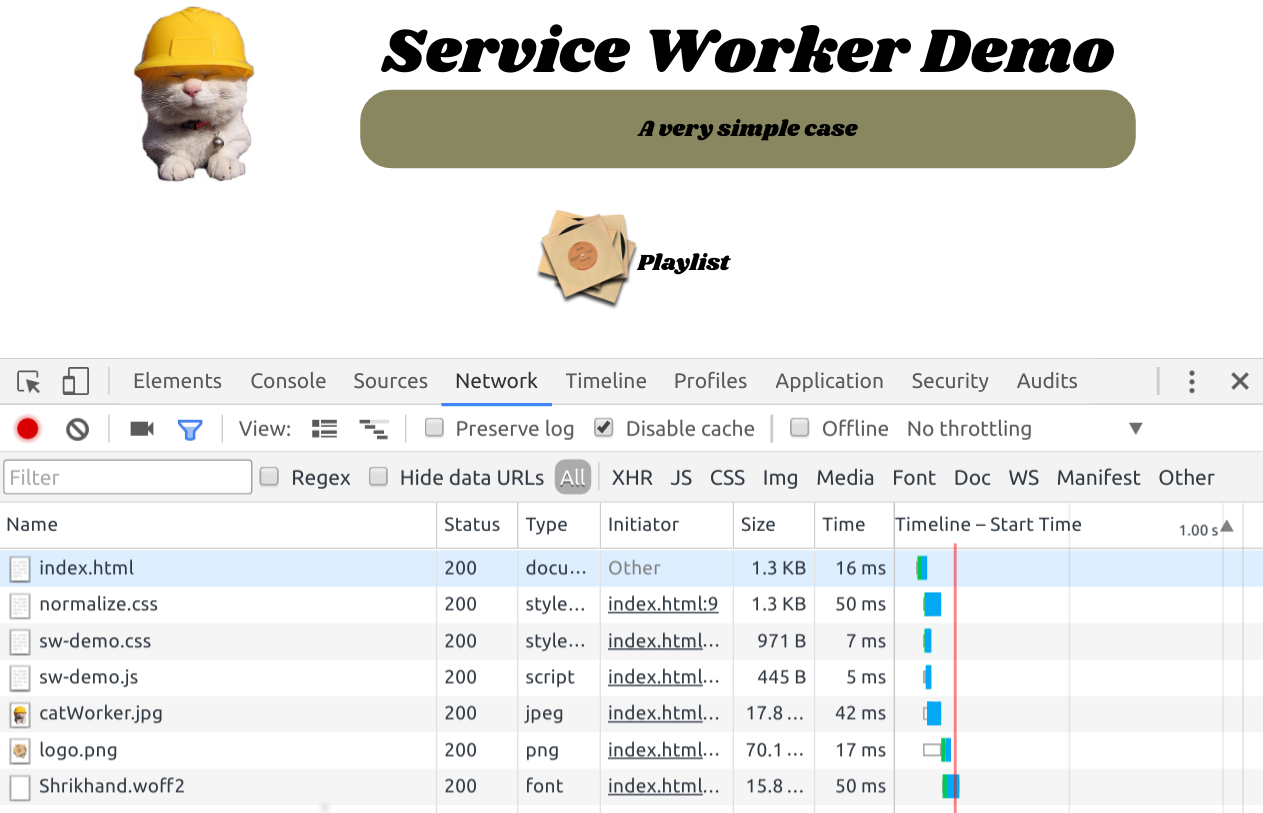 Service Worker Demo
A very simple case
Playlist
Elements Console Sources Network Timeline Profiles Application Security Audits
View: Preserve log Disable cache Offline No throttling
Filter Regex Hide data URLs All XHR JS CSS Img Media Font Doc WS Manifest Other
Name Status Type Initiator Size Time Timeline – Start Time 1.00 s
index.html 200 docu... Other 1.3 KB 16 ms
normalize.css 200 style... index.html:9 1.3 KB 50 ms
sw-demo.css 200 style... index.html... 971 B 7 ms
sw-demo.js 200 script index.html... 445 B 5 ms
catWorker.jpg 200 jpeg index.html... 17.8 ... 42 ms
logo.png 200 png index.html... 70.1 ... 17 ms
Shrikhand.woff2 200 font index.html... 15.8 ... 50 ms